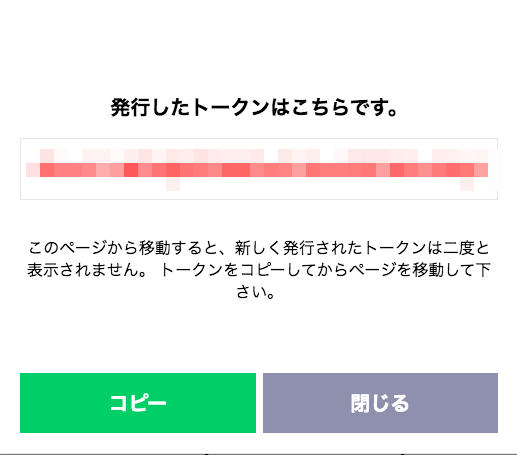 発行したトークンはこちらです。
このページから移動すると、新しく発行されたトークンは二度と
表示されません。 トークンをコピーしてからページを移動して下
さい。
コピー
閉じる